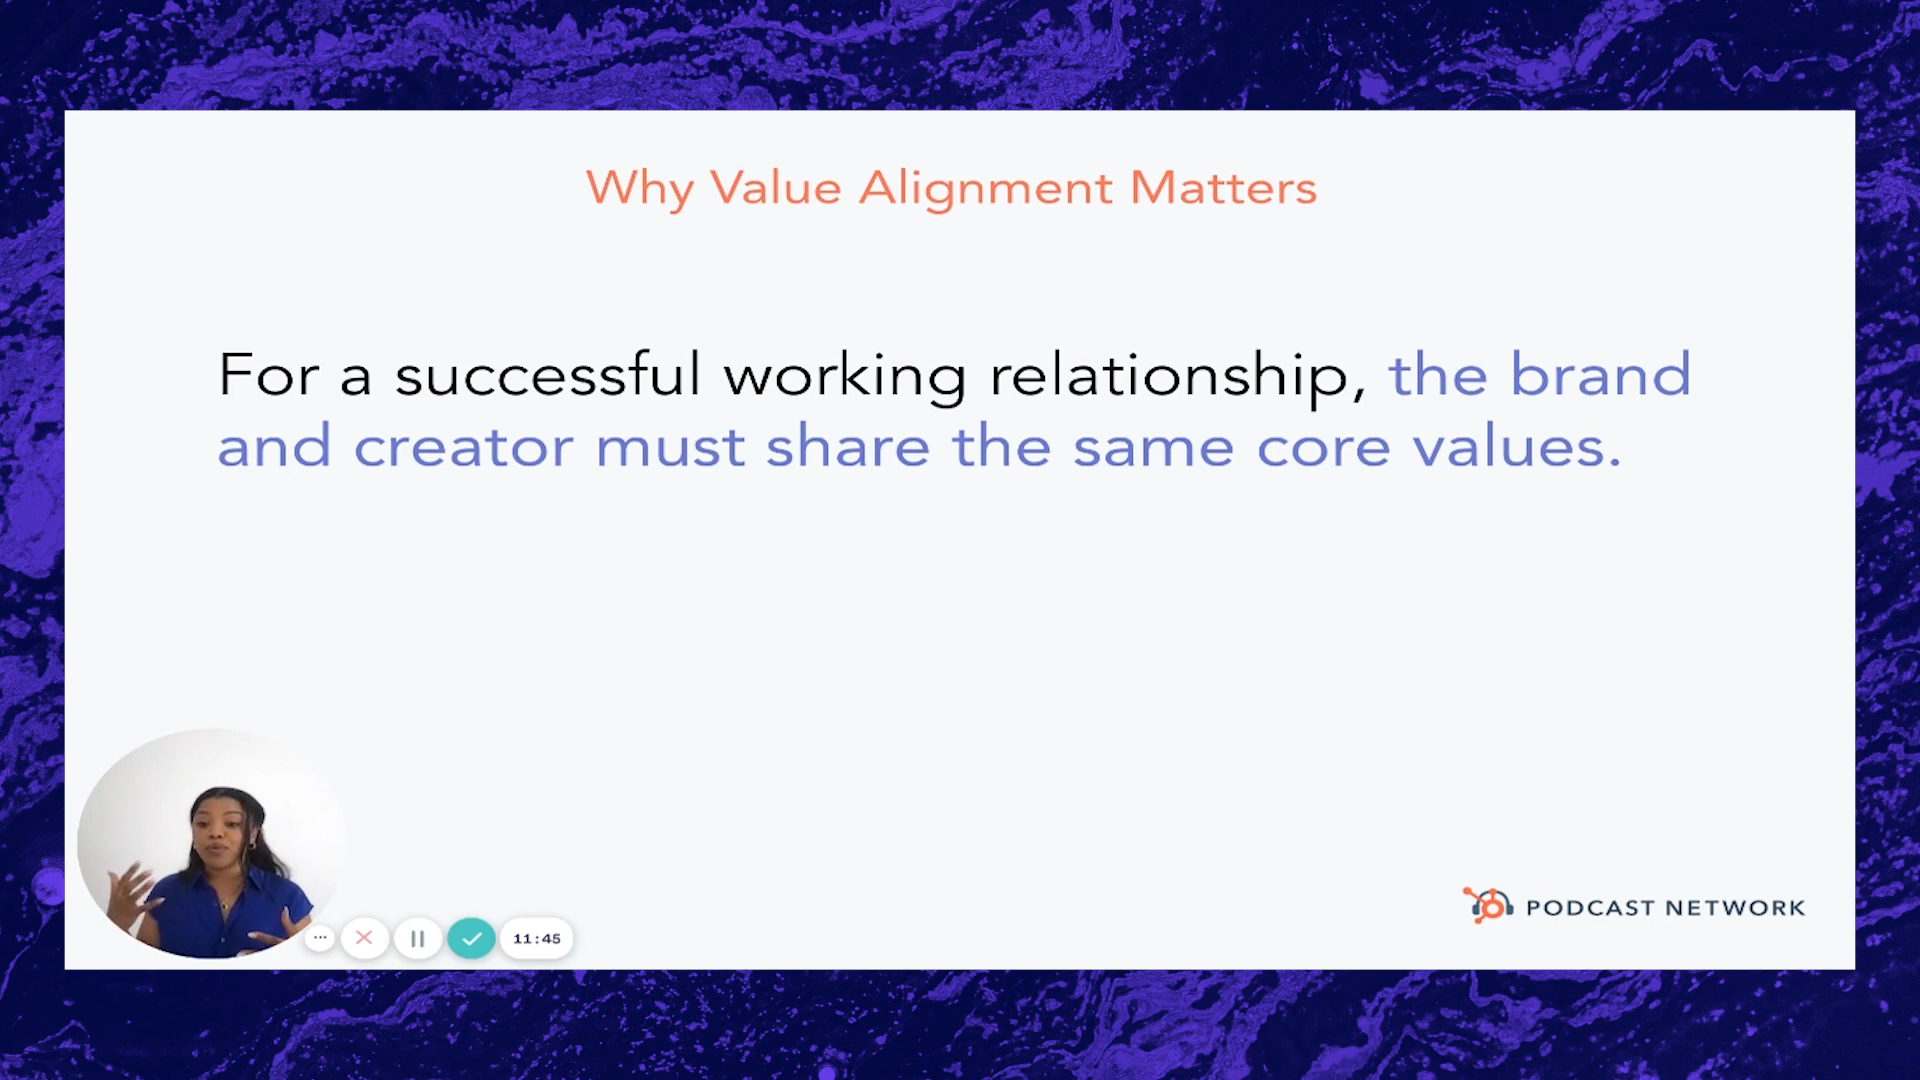 Why Value Alignment Matters
For a successful working relationship, the brand
and creator must share the same core values.
PODCAST NETWORK
11:45